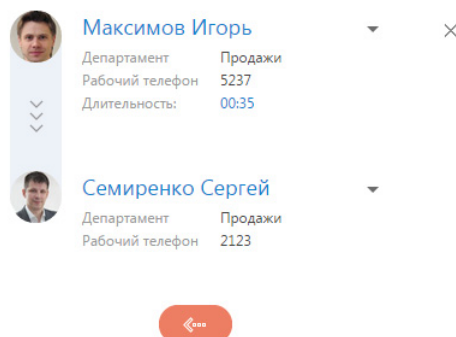 Максимов Игорь
Департамент Продажи
Рабочий телефон 5237
Длительность: 00:35
Семиренко Сергей
Департамент Продажи
Рабочий телефон 2123